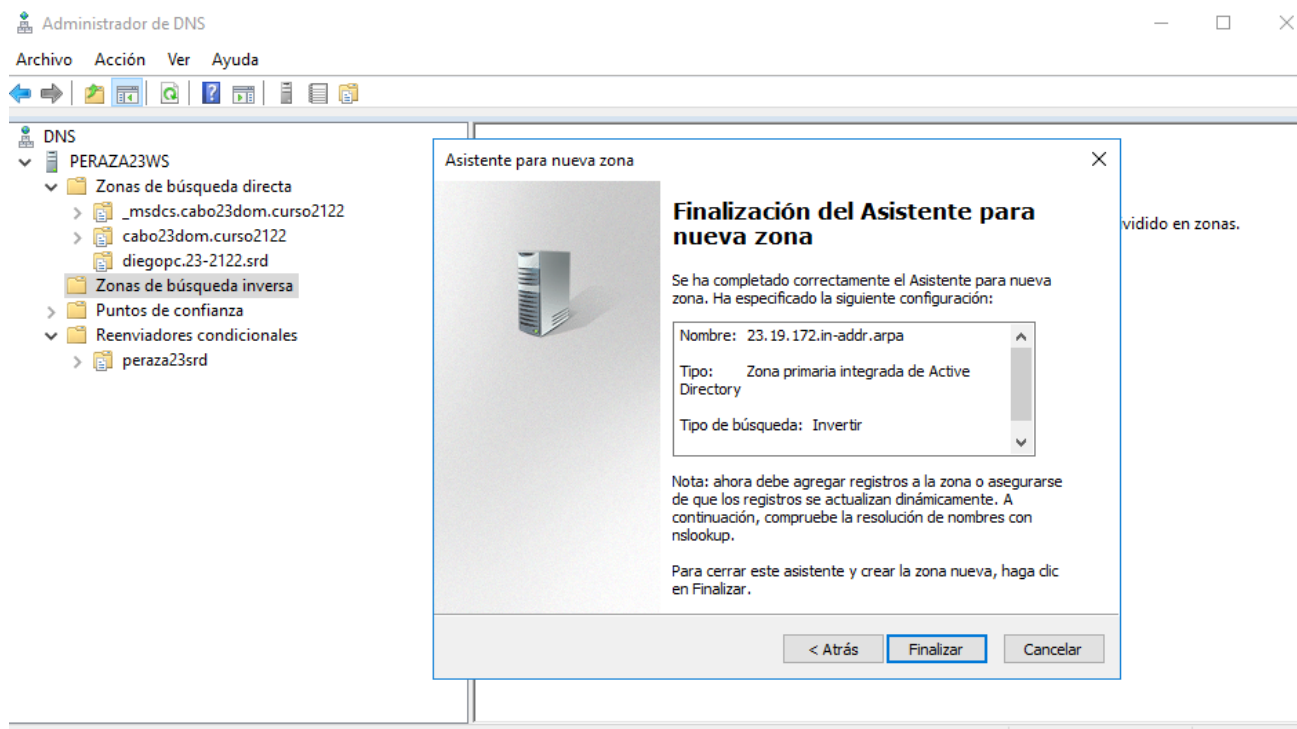 Administrador de DNS
Archivo Acción Ver Ayuda
DNS
PERAZA23WS
Zonas de búsqueda directa
_msdcs.cabo23dom.curso2122
cabo23dom.curso2122
diegopc.23-2122.srd
Zonas de búsqueda inversa
Puntos de confianza
Reenviadores condicionales
peraza23srd
Asistente para nueva zona
Finalización del Asistente para
nueva zona
Se ha completado correctamente el Asistente para nueva
zona. Ha especificado la siguiente configuración:
Nombre: 23.19.172.in-addr.arpa
Tipo: Zona primaria integrada de Active
Directory
Tipo de búsqueda: Invertir
Nota: ahora debe agregar registros a la zona o asegurarse
de que los registros se actualizan dinámicamente. A
continuación, compruebe la resolución de nombres con
nslookup.
Para cerrar este asistente y crear la zona nueva, haga clic
en Finalizar.
< Atrás Finalizar Cancelar
vidido en zonas.